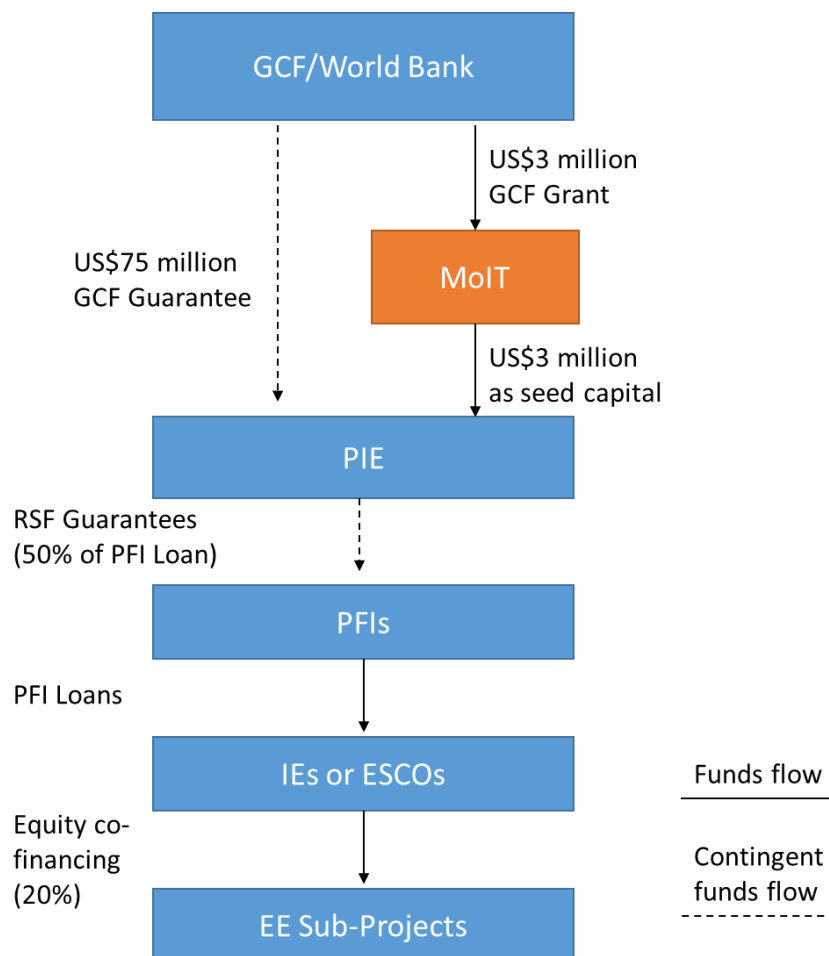 GCF/World Bank
US$3 million
GCF Grant
US$75 million
GCF Guarantee
MoIT
US$3 million
as seed capital
PIE
RSF Guarantees
(50% of PFI Loan)
PFIs
PFI Loans
IEs or ESCOs
Funds flow
Equity co-
financing
(20%)
Contingent
funds flow
EE Sub-Projects